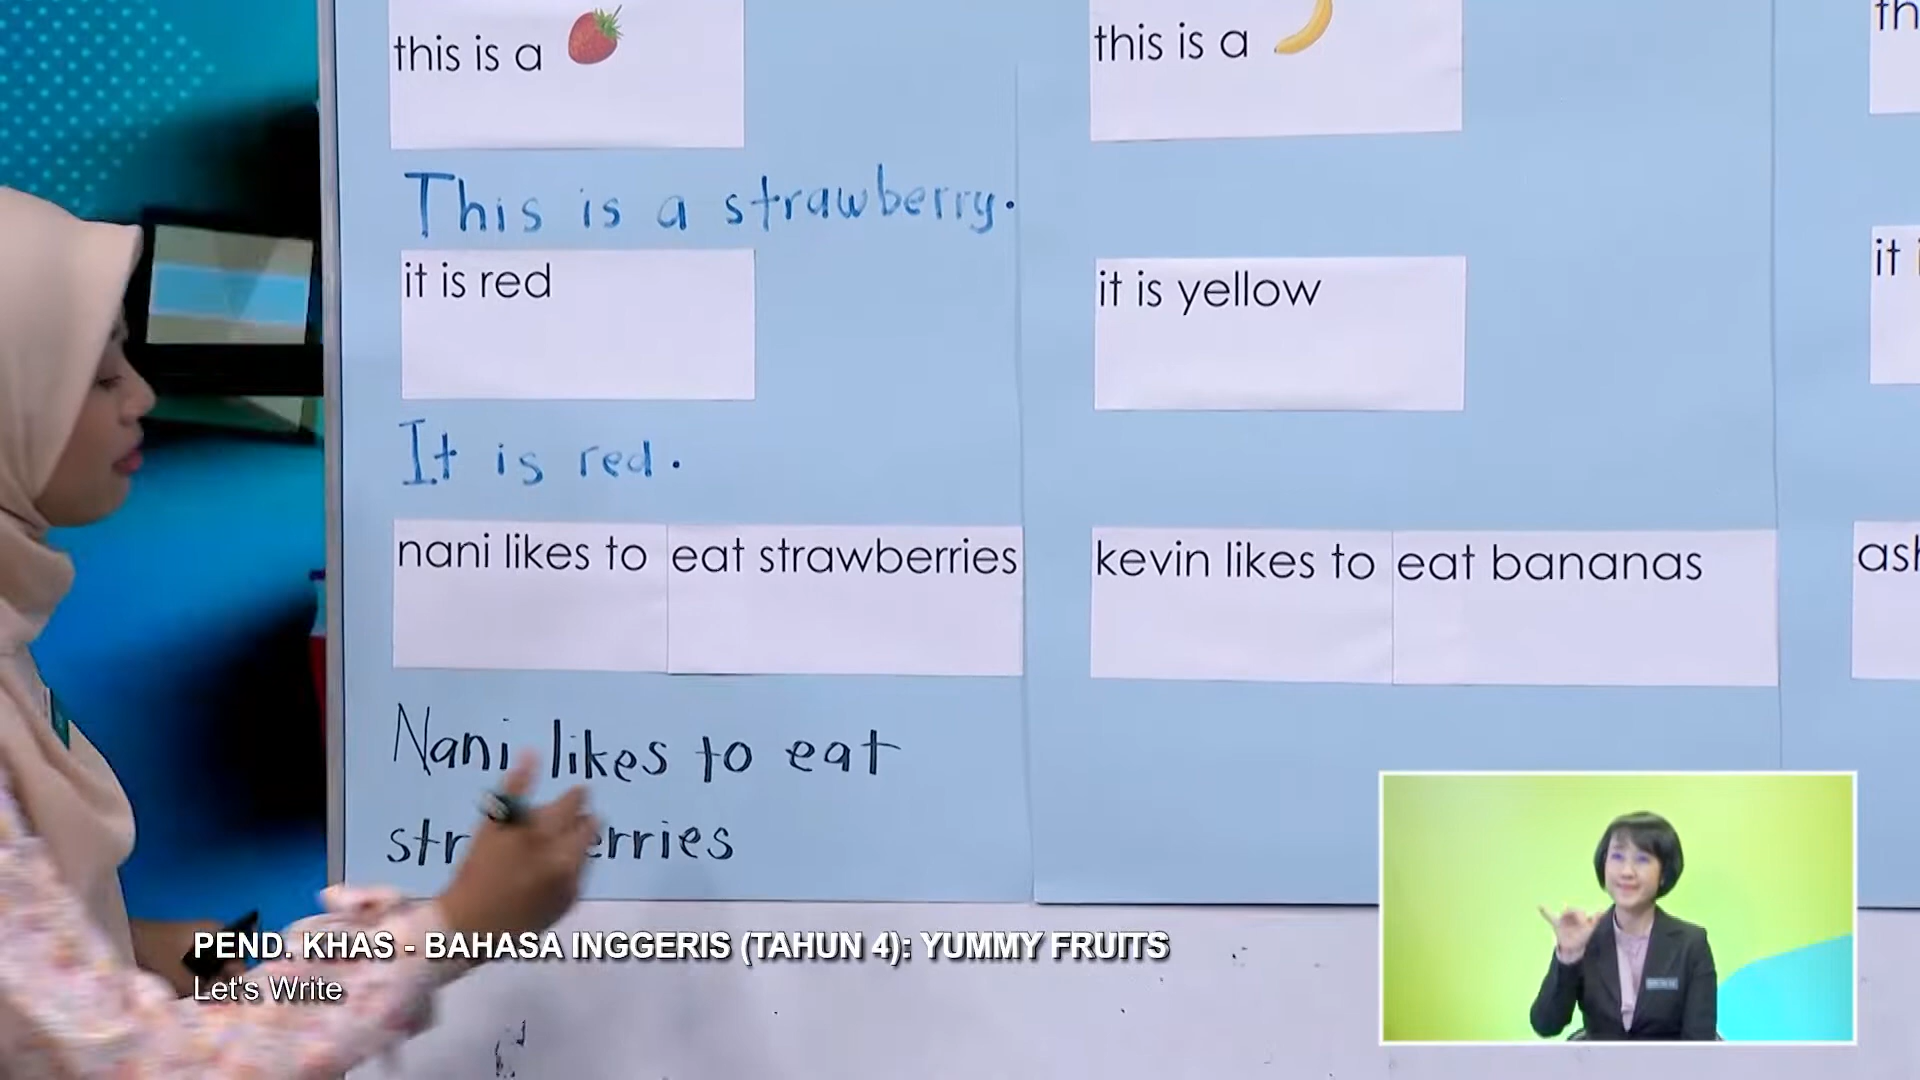 this is a
This is a strawberry.
it is red
It is red.
nani likes to eat strawberries
Nani likes to eat
this is a
it is yellow
kevin likes to eat bananas
it
PEND. KHAS - BAHASA INGGERIS (TAHUN 4): YUMMY FRUITS
Let's Write